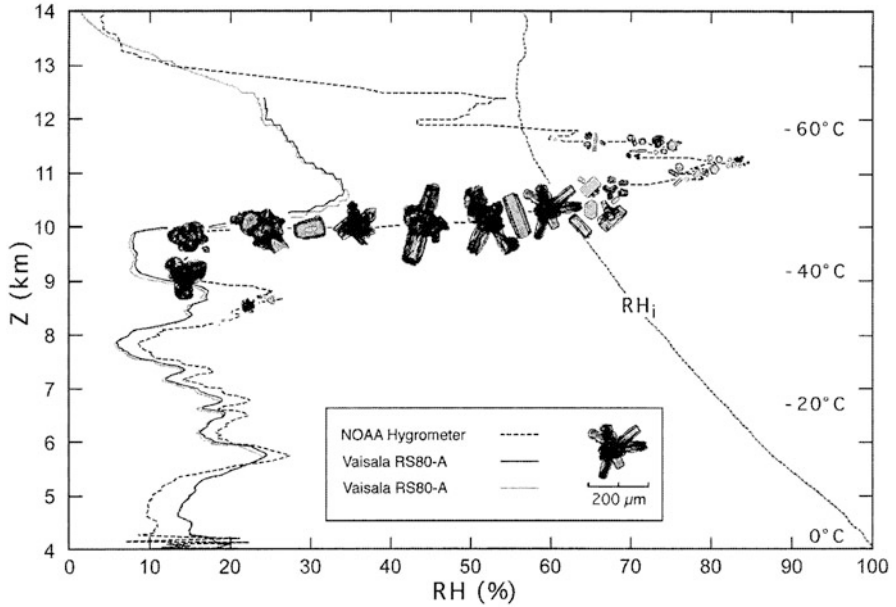 14
13
12
11
10
9
8
7
6
5
4
Z (km)
-60°C
-40°C
-20°C
0°C
RHi
NOAA Hygrometer
Vaisala RS80-A
Vaisala RS80-A
200 µm
0 10 20 30 40 50 60 70 80 90 100
RH (%)